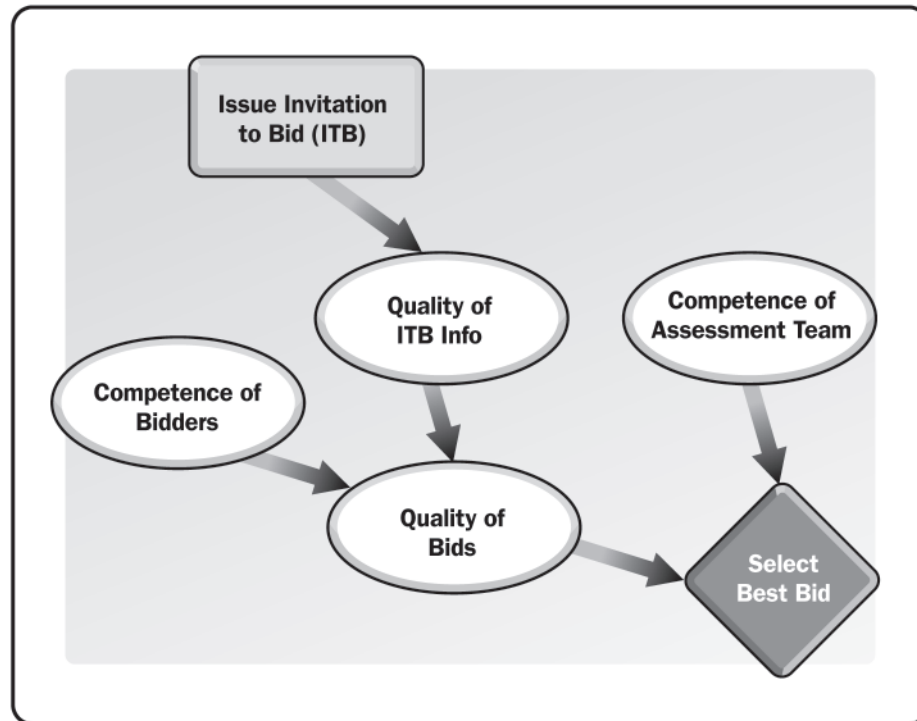 Issue Invitation
to Bid (ITB)
Quality of
ITB Info
Competence of
Assessment Team
Competence of
Bidders
Quality of
Bids
Select
Best Bid